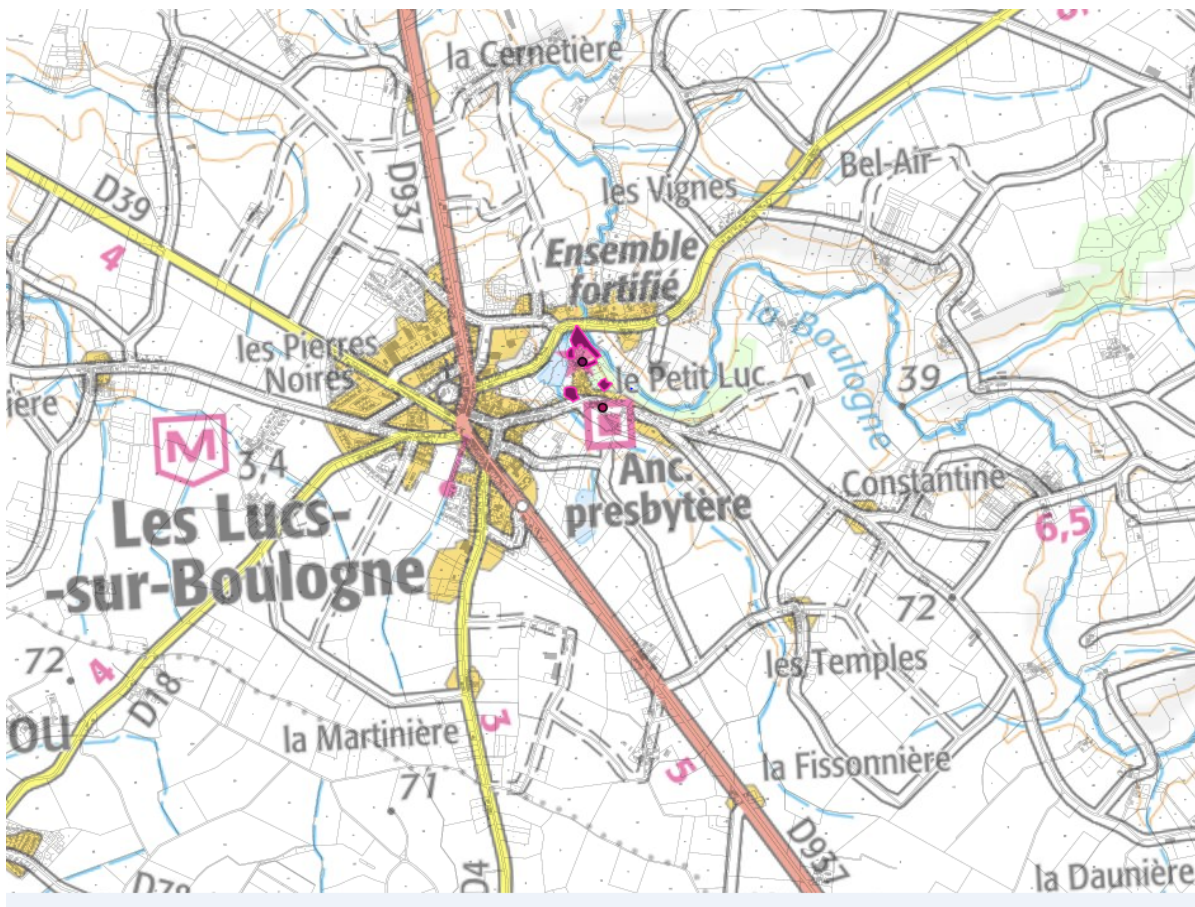 la Cernetière
D937
D39
4
les Vignes
Bel-Air
Ensemble
fortifié
la Boulogne
les Pierres
Noires
le Petit Luc
39
ière
M
3,4
Anc.
presbytère
Constantine
6,5
Les Lucs-
-sur-Boulogne
72
72
4
D18
les Temples
OU
la Martinière
3
5
la Fissonnière
71
D4
D937
la Daunière